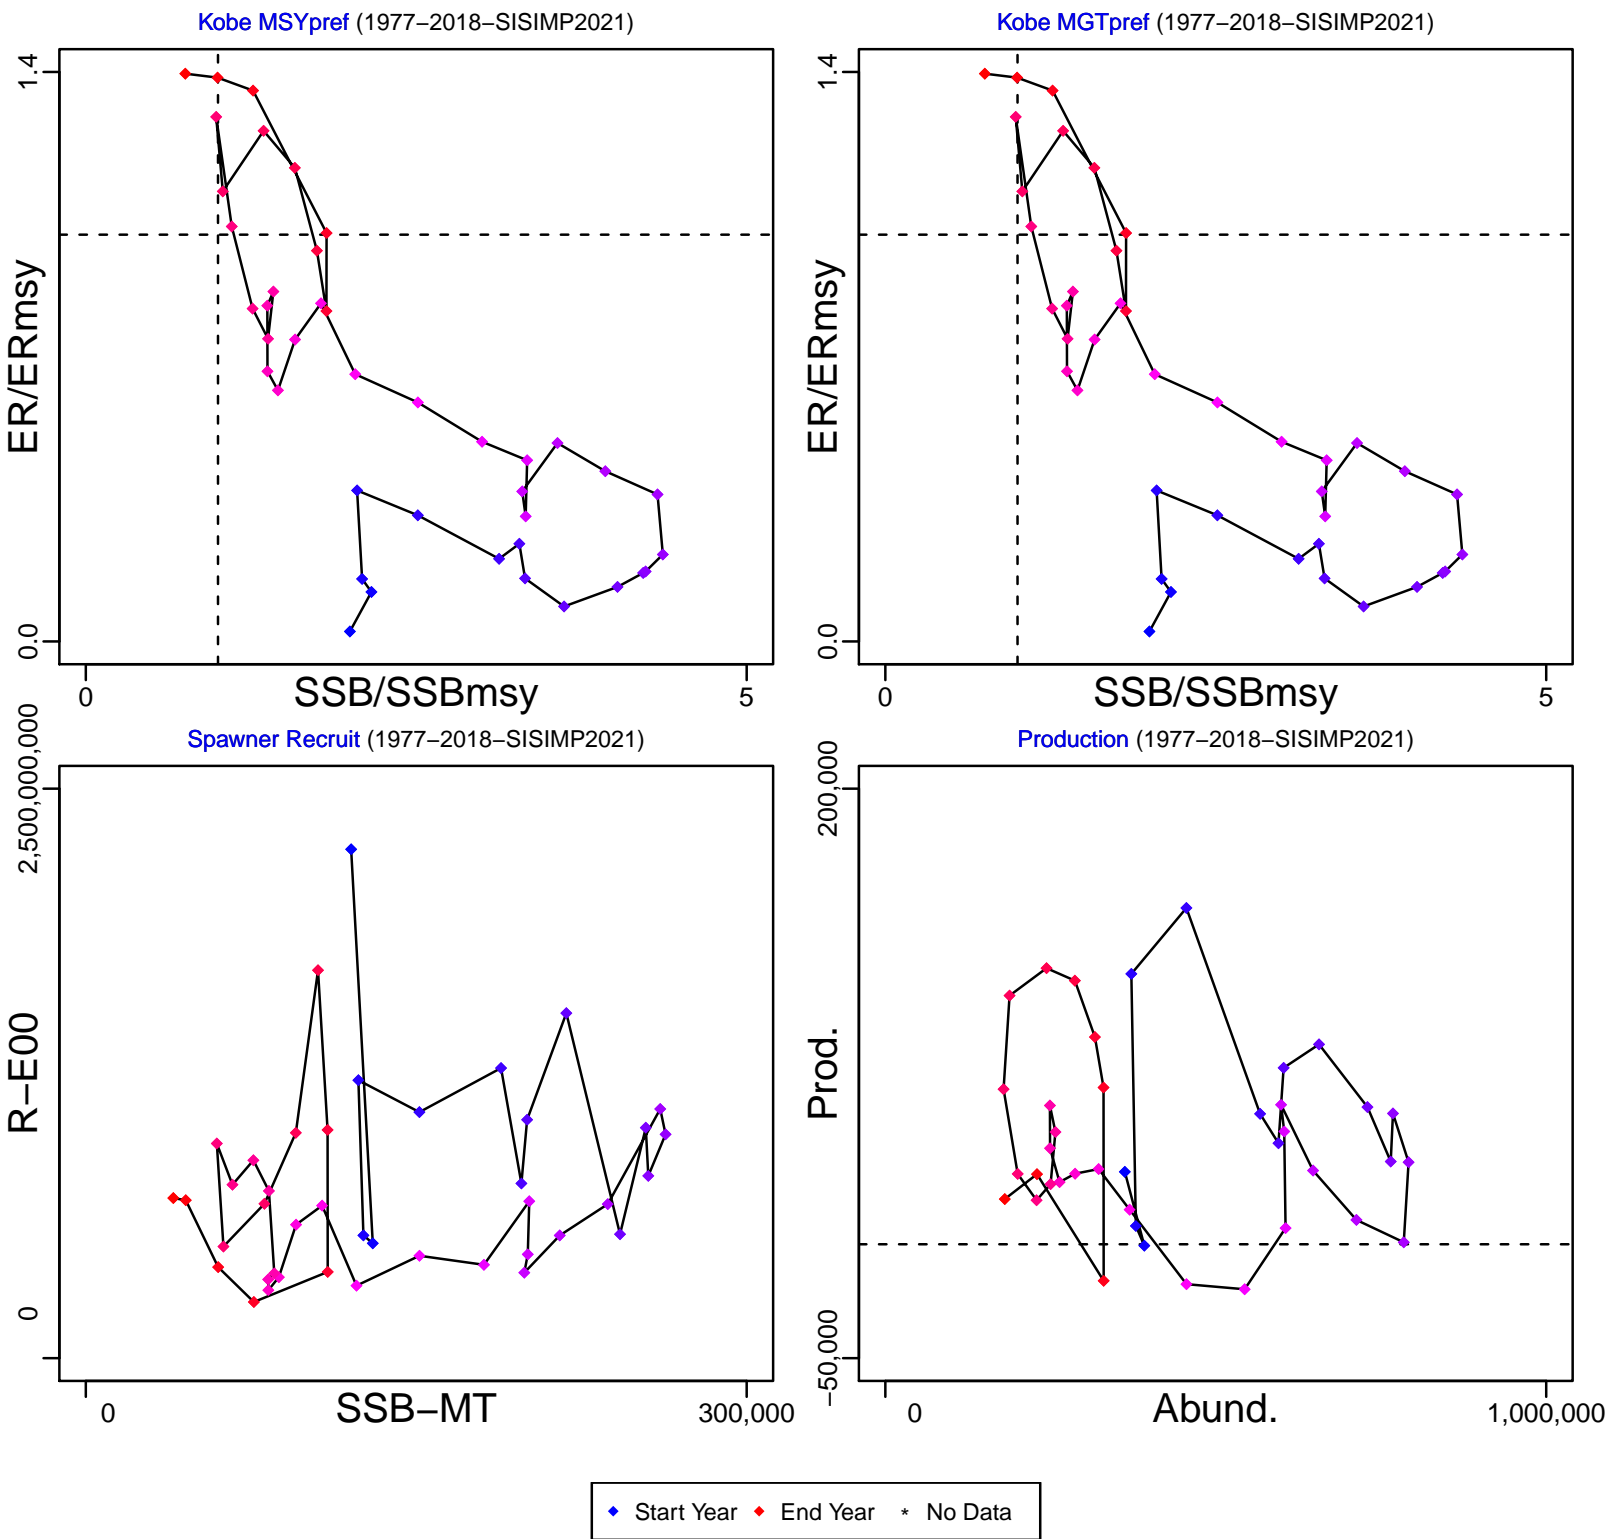 Kobe MSYpref (1977−2018−SISIMP2021)
1.4
0.0
ER/ERmsy
0
SSB/SSBmsy
5
Kobe MGTpref (1977−2018−SISIMP2021)
1.4
0.0
ER/ERmsy
0
SSB/SSBmsy
5
Spawner Recruit (1977−2018−SISIMP2021)
2,500,000,000
0
R−E00
0
SSB−MT
300,000
Production (1977−2018−SISIMP2021)
200,000
−50,000
Prod.
0
Abund.
1,000,000
Start Year End Year * No Data